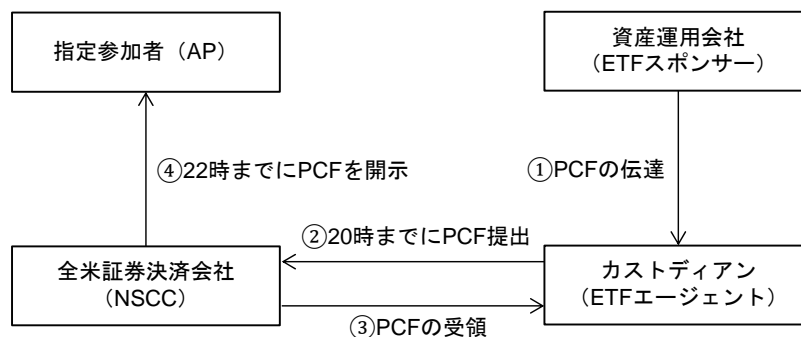 指定参加者（AP）
資産運用会社
（ETFスポンサー）
④22時までにPCFを開示
①PCFの伝達
②20時までにPCF提出
全米証券決済会社
（NSCC）
カストディアン
（ETFエージェント）
③PCFの受領